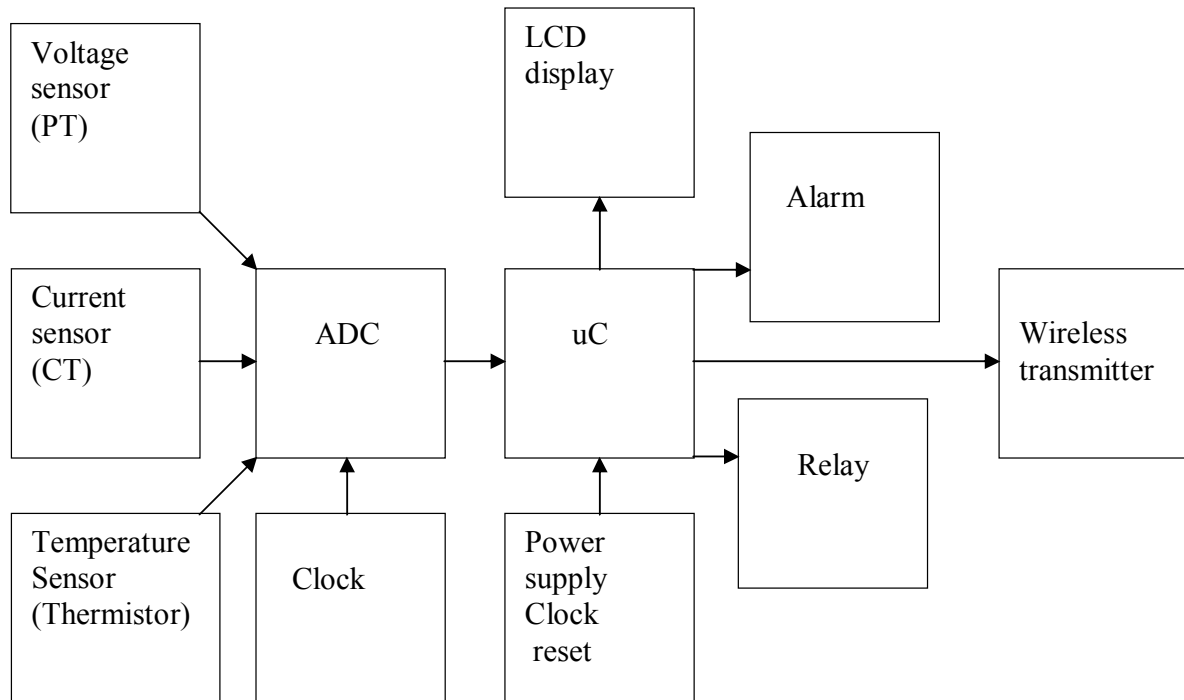 Voltage
sensor
(PT)
LCD
display
Alarm
Current
sensor
(CT)
ADC
uC
Wireless
transmitter
Relay
Temperature
Sensor
(Thermistor)
Clock
Power
supply
Clock
reset